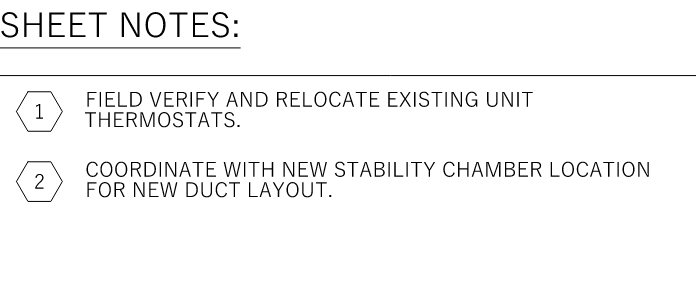 SHEET NOTES:
1 FIELD VERIFY AND RELOCATE EXISTING UNIT
THERMOSTATS.
2 COORDINATE WITH NEW STABILITY CHAMBER LOCATION
FOR NEW DUCT LAYOUT.